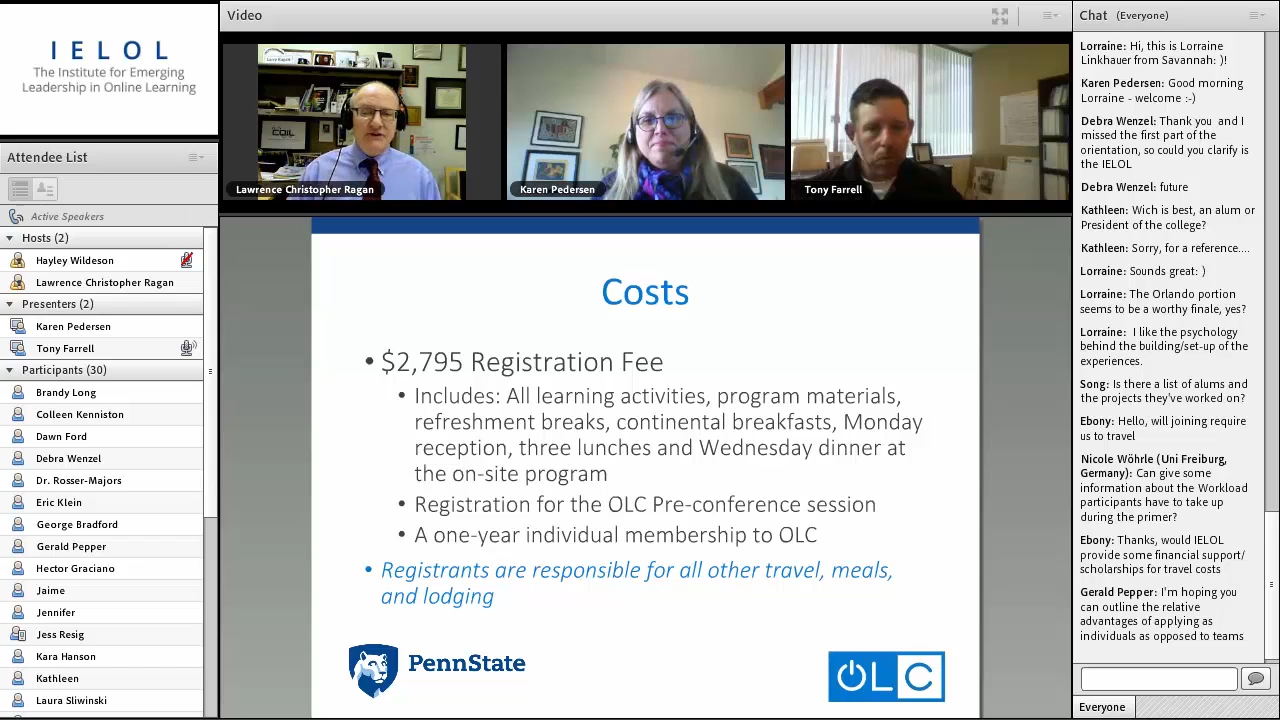 I E L O L
The Institute for Emerging
Leadership in Online Learning
Attendee List
Active Speakers
Hosts (2)
Hayley Wildeson
Lawrence Christopher Ragan
Presenters (2)
Karen Pedersen
Tony Farrell
Participants (30)
Brandy Long
Colleen Kenniston
Dawn Ford
Debra Wenzel
Dr. Rosser-Majors
Eric Klein
George Bradford
Gerald Pepper
Hector Graciano
Jaime
Jennifer
Jess Resig
Kara Hanson
Kathleen
Laura Sliwinski
Video
COIL
Lawrence Christopher Ragan
Karen Pedersen
Tony Farrell
Costs
• $2,795 Registration Fee
• Includes: All learning activities, program materials,
refreshment breaks, continental breakfasts, Monday
reception, three lunches and Wednesday dinner at
the on-site program
• Registration for the OLC Pre-conference session
• A one-year individual membership to OLC
• Registrants are responsible for all other travel, meals,
and lodging
PennState
OLC
Chat (Everyone)
Lorraine: Hi, this is Lorraine
Linkhauer from Savannah: )!
Karen Pedersen: Good morning
Lorraine - welcome :-)
Debra Wenzel: Thank you and I
missed the first part of the
orientation, so could you clarify is
the IELOL
Debra Wenzel: future
Kathleen: Wich is best, an alum or
President of the college?
Kathleen: Sorry, for a reference....
Lorraine: Sounds great: )
Lorraine: The Orlando portion
seems to be a worthy finale, yes?
Lorraine: I like the psychology
behind the building/set-up of the
experiences.
Song: Is there a list of alums and
the projects they've worked on?
Ebony: Hello, will joining require
us to travel
Nicole Wöhrle (Uni Freiburg,
Germany): Can give some
information about the Workload
participants have to take up
during the primer?
Ebony: Thanks, would IELOL
provide some financial support/
scholarships for travel costs
Gerald Pepper: I'm hoping you
can outline the relative
advantages of applying as
individuals as opposed to teams
Everyone